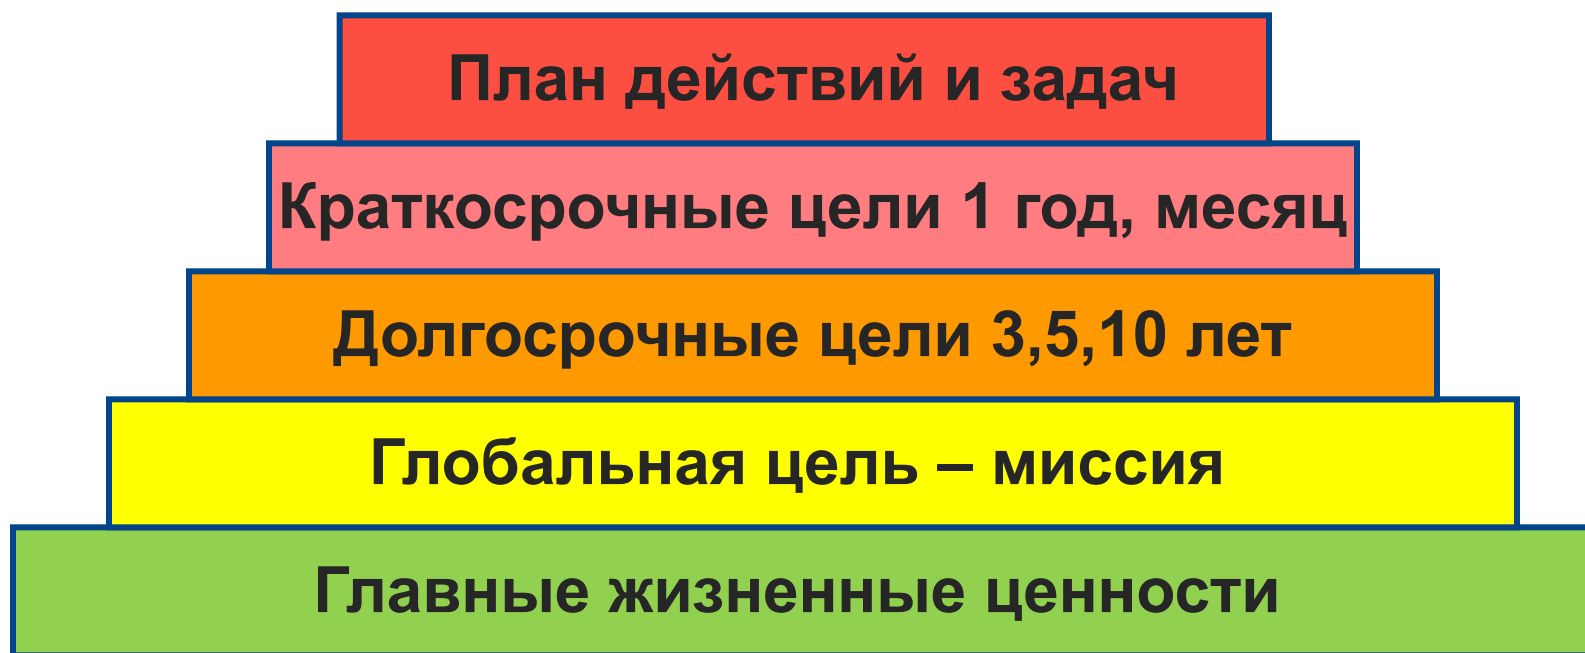 План действий и задач
Краткосрочные цели 1 год, месяц
Долгосрочные цели 3,5,10 лет
Глобальная цель – миссия
Главные жизненные ценности